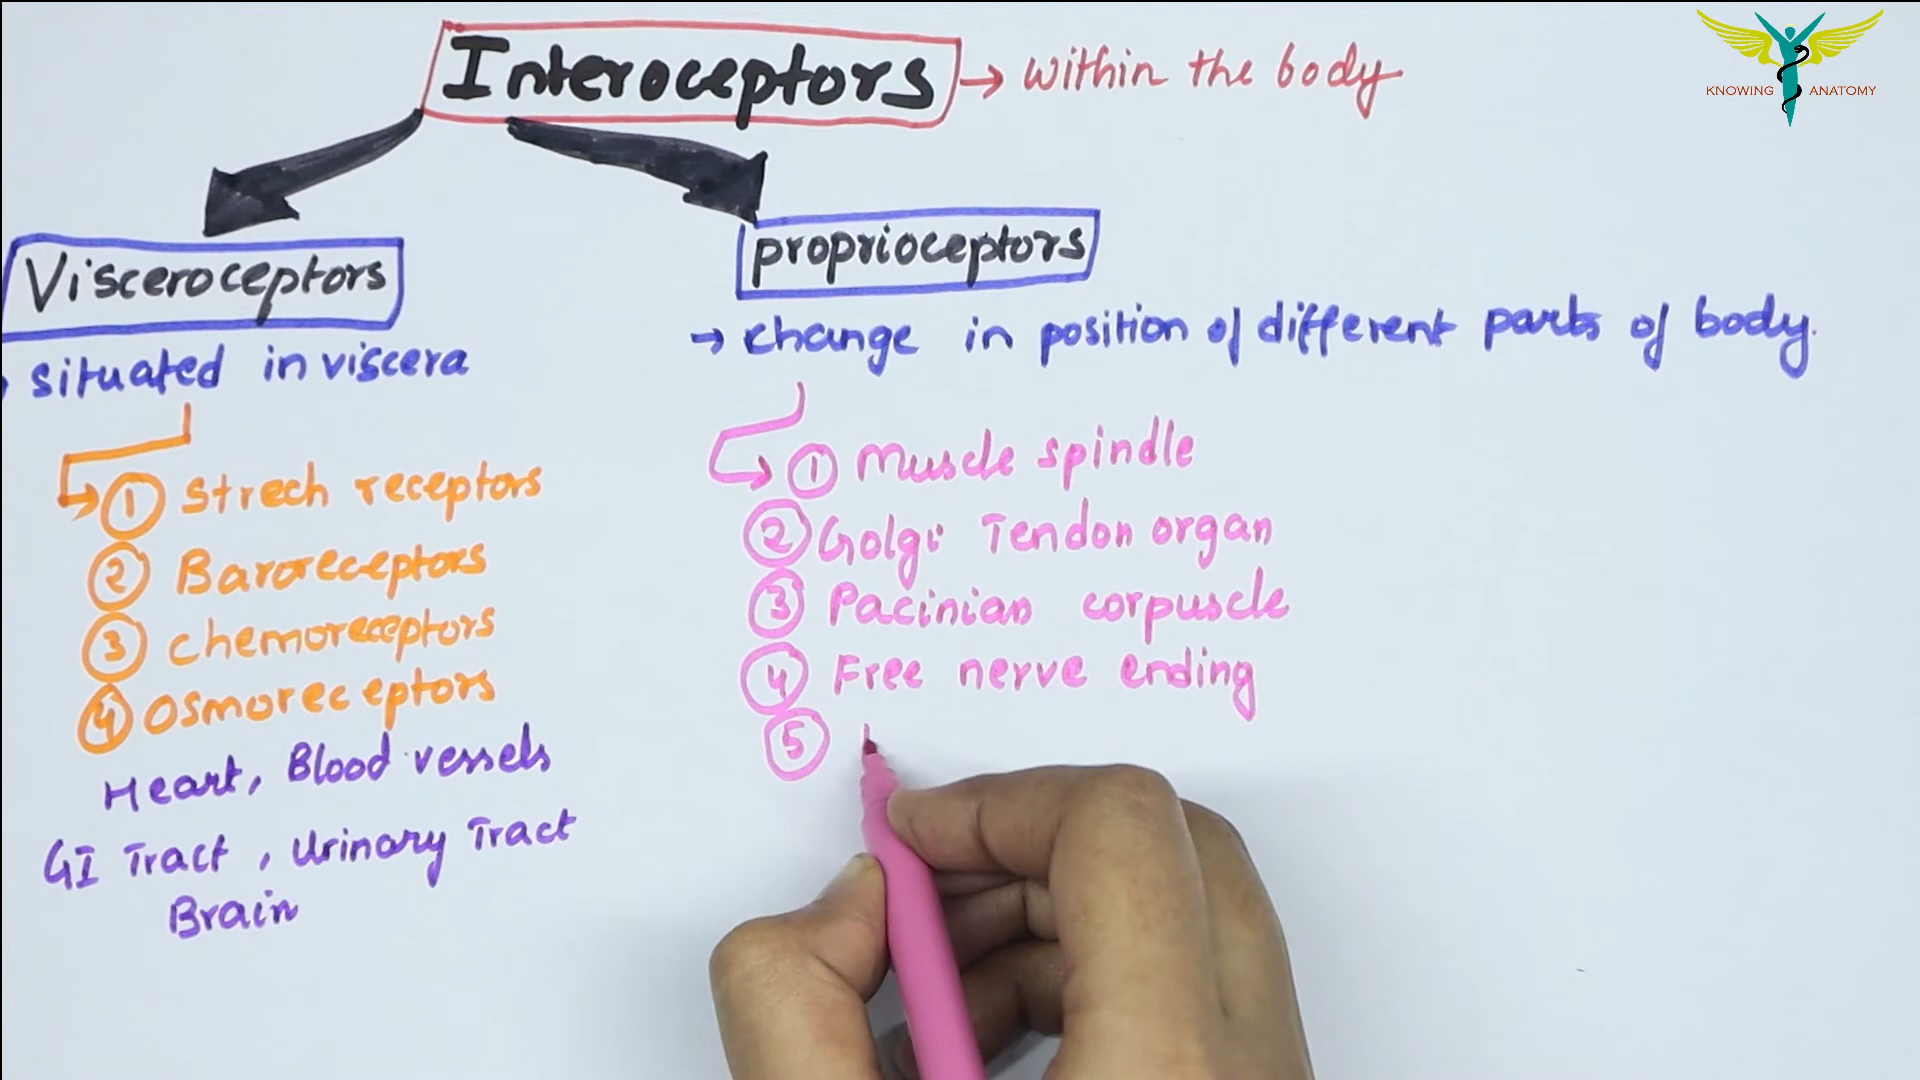 Interoceptors → within the body
KNOWING ANATOMY
Visceroceptors
situated in viscera
① Strech receptors
② Baroreceptors
③ chemoreceptors
④ Osmoreceptors
Heart, Blood vessels
GI Tract, Urinary Tract
Brain
proprioceptors
→ change in position of different parts of body.
① Muscle spindle
② Golgi Tendon organ
③ Pacinian corpuscle
④ Free nerve ending
⑤